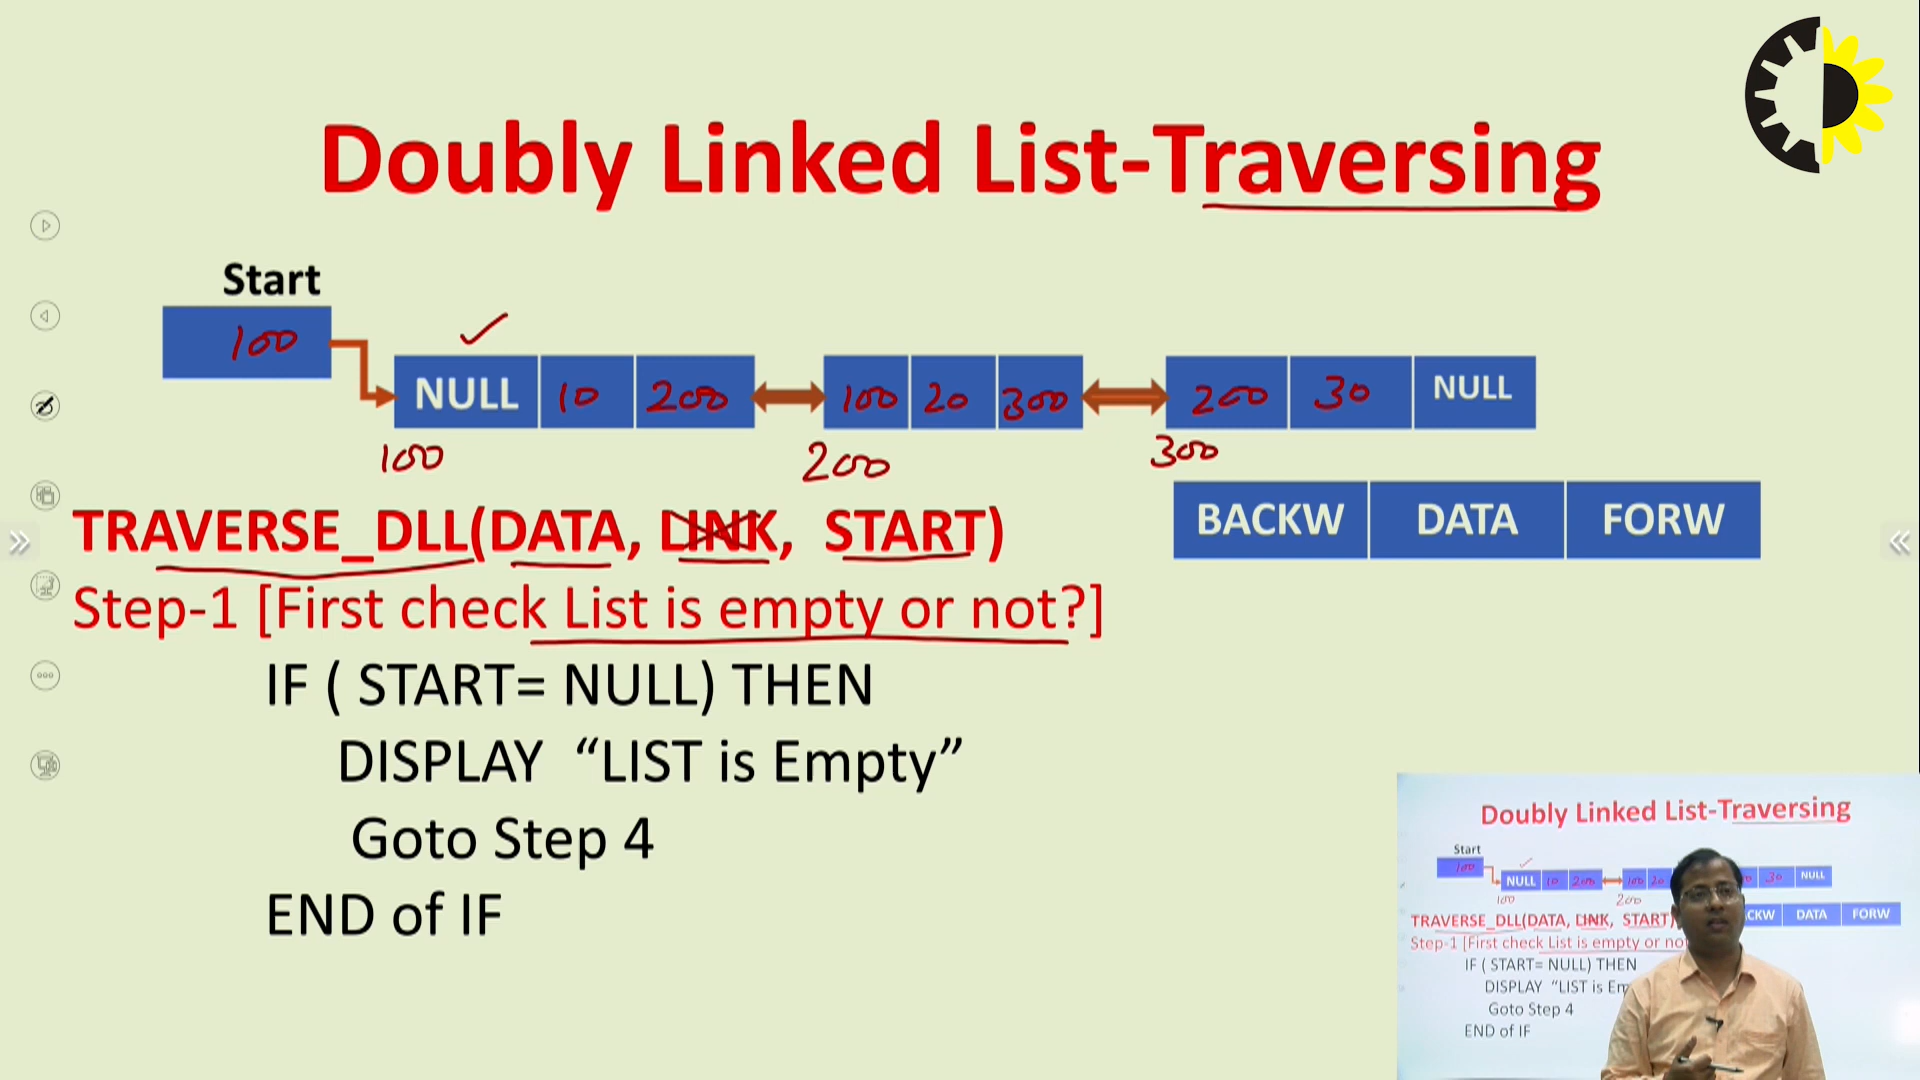 Doubly Linked List-Traversing
Start
100
NULL 10 200 100 20 300 200 30 NULL
100 200 300
BACKW DATA FORW
TRAVERSE_DLL(DATA, LINK, START)
Step-1 [First check List is empty or not?]
IF ( START= NULL) THEN
DISPLAY “LIST is Empty”
Goto Step 4
END of IF
Doubly Linked List-Traversing
Start
100
NULL 10 200 100 20 30 NULL
100 200
CKW DATA FORW
TRAVERSE_DLL(DATA, LINK, START)
Step-1 [First check List is empty or no
IF ( START= NULL) THEN
DISPLAY “LIST is Em
Goto Step 4
END of IF